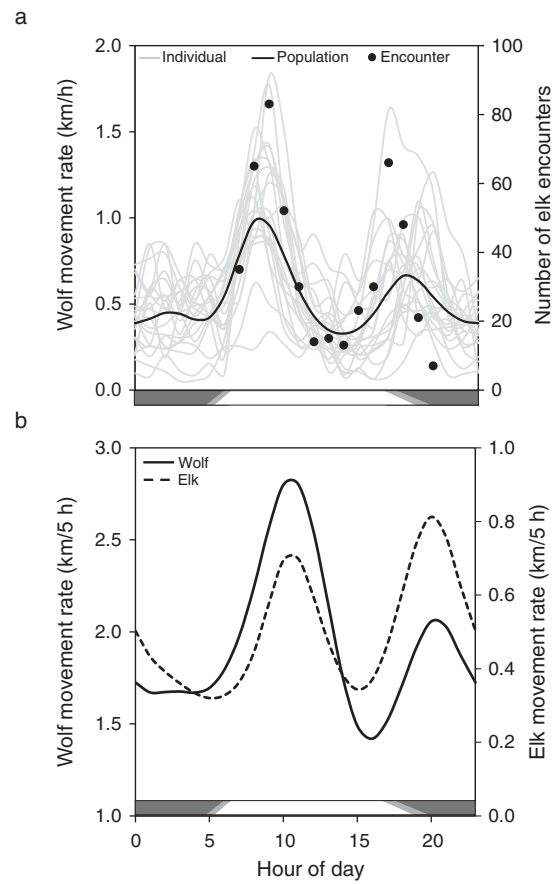 a
Individual Population Encounter
Wolf movement rate (km/h)
2.0
1.5
1.0
0.5
0.0
Number of elk encounters
100
80
60
40
20
0
b
Wolf
Elk
Wolf movement rate (km/5 h)
3.0
2.5
2.0
1.5
1.0
Elk movement rate (km/5 h)
1.0
0.8
0.6
0.4
0.2
0.0
0 5 10 15 20
Hour of day